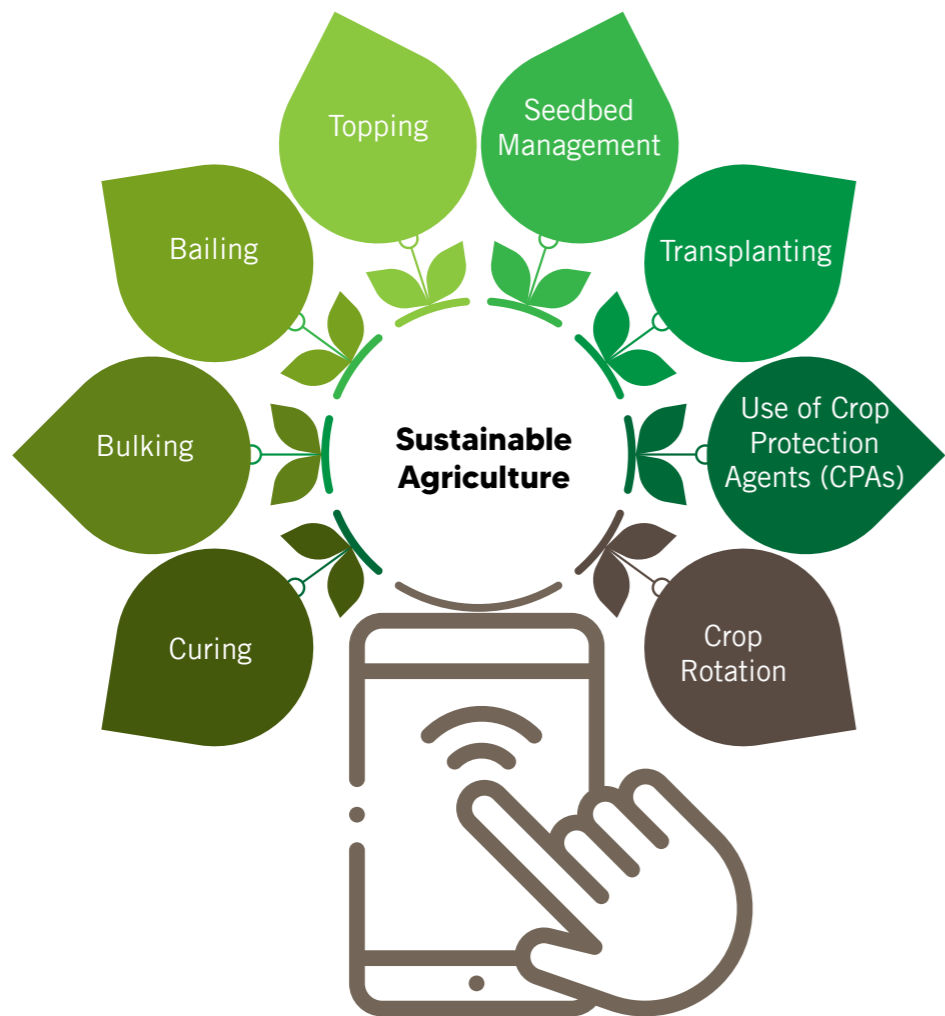 Topping
Seedbed
Management
Bailing
Transplanting
Bulking
Sustainable
Agriculture
Use of Crop
Protection
Agents (CPAs)
Curing
Crop
Rotation